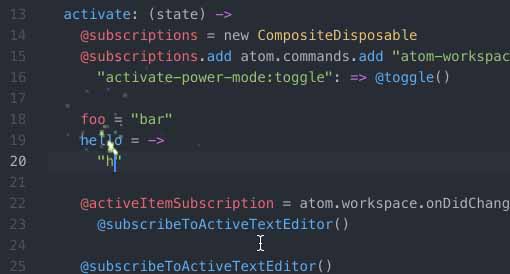 13 activate: (state) ->
14 @subscriptions = new CompositeDisposable
15 @subscriptions.add atom.commands.add "atom-workspac
16 "activate-power-mode:toggle": => @toggle()
17
18 foo = "bar"
19 hello = ->
20 "h"
21
22 @activeItemSubscription = atom.workspace.onDidChang
23 @subscribeToActiveTextEditor()
24
25 @subscribeToActiveTextEditor()